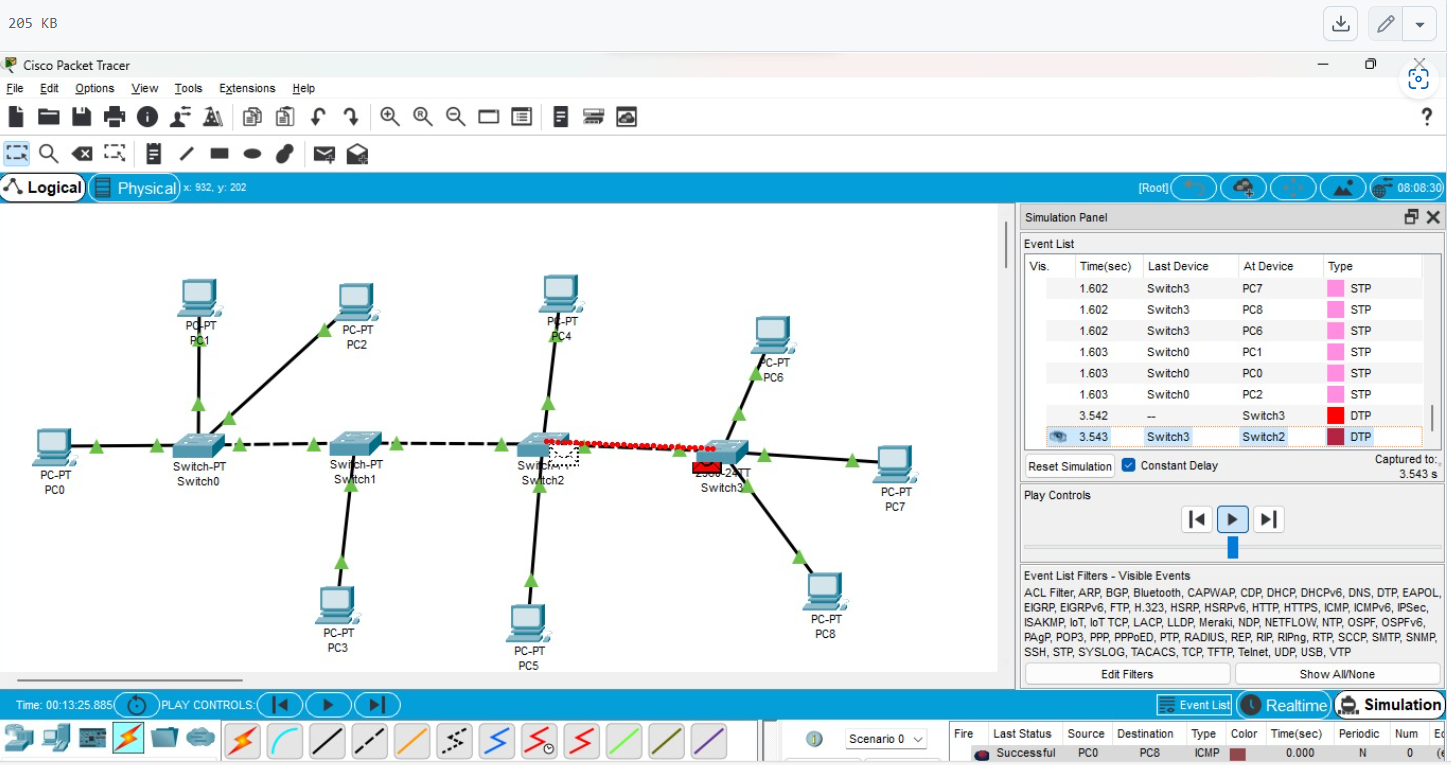 205 KB
Cisco Packet Tracer
File Edit Options View Tools Extensions Help
?
Logical Physical x: 932, y: 202 [Root] 08:08:30
PC-PT
PC1
PC-PT
PC2
PC-PT
PC4
PC-PT
PC6
PC-PT
PC0
Switch-PT
Switch0
Switch-PT
Switch1
Switch2
Switch3
PC-PT
PC7
PC-PT
PC3
PC-PT
PC5
PC-PT
PC8
Simulation Panel
Event List
Vis. Time(sec) Last Device At Device Type
1.602 Switch3 PC7 STP
1.602 Switch3 PC8 STP
1.602 Switch3 PC6 STP
1.603 Switch0 PC1 STP
1.603 Switch0 PC0 STP
1.603 Switch0 PC2 STP
3.542 -- Switch3 DTP
3.543 Switch3 Switch2 DTP
Reset Simulation Constant Delay Captured to:
3.543 s
Play Controls
Event List Filters - Visible Events
ACL Filter, ARP, BGP, Bluetooth, CAPWAP, CDP, DHCP, DHCPv6, DNS, DTP, EAPOL,
EIGRP, EIGRPv6, FTP, H.323, HSRP, HSRPv6, HTTP, HTTPS, ICMP, ICMPv6, IPSec,
ISAKMP, IoT, IoT TCP, LACP, LLDP, Meraki, NDP, NETFLOW, NTP, OSPF, OSPFv6,
PAgP, POP3, PPP, PPPoED, PTP, RADIUS, REP, RIP, RIPng, RTP, SCCP, SMTP, SNMP,
SSH, STP, SYSLOG, TACACS, TCP, TFTP, Telnet, UDP, USB, VTP
Edit Filters Show All/None
Time: 00:13:25.885 PLAY CONTROLS: Event List Realtime Simulation
Scenario 0
Fire Last Status Source Destination Type Color Time(sec) Periodic Num
Successful PC0 PC8 ICMP 0.000 N 0